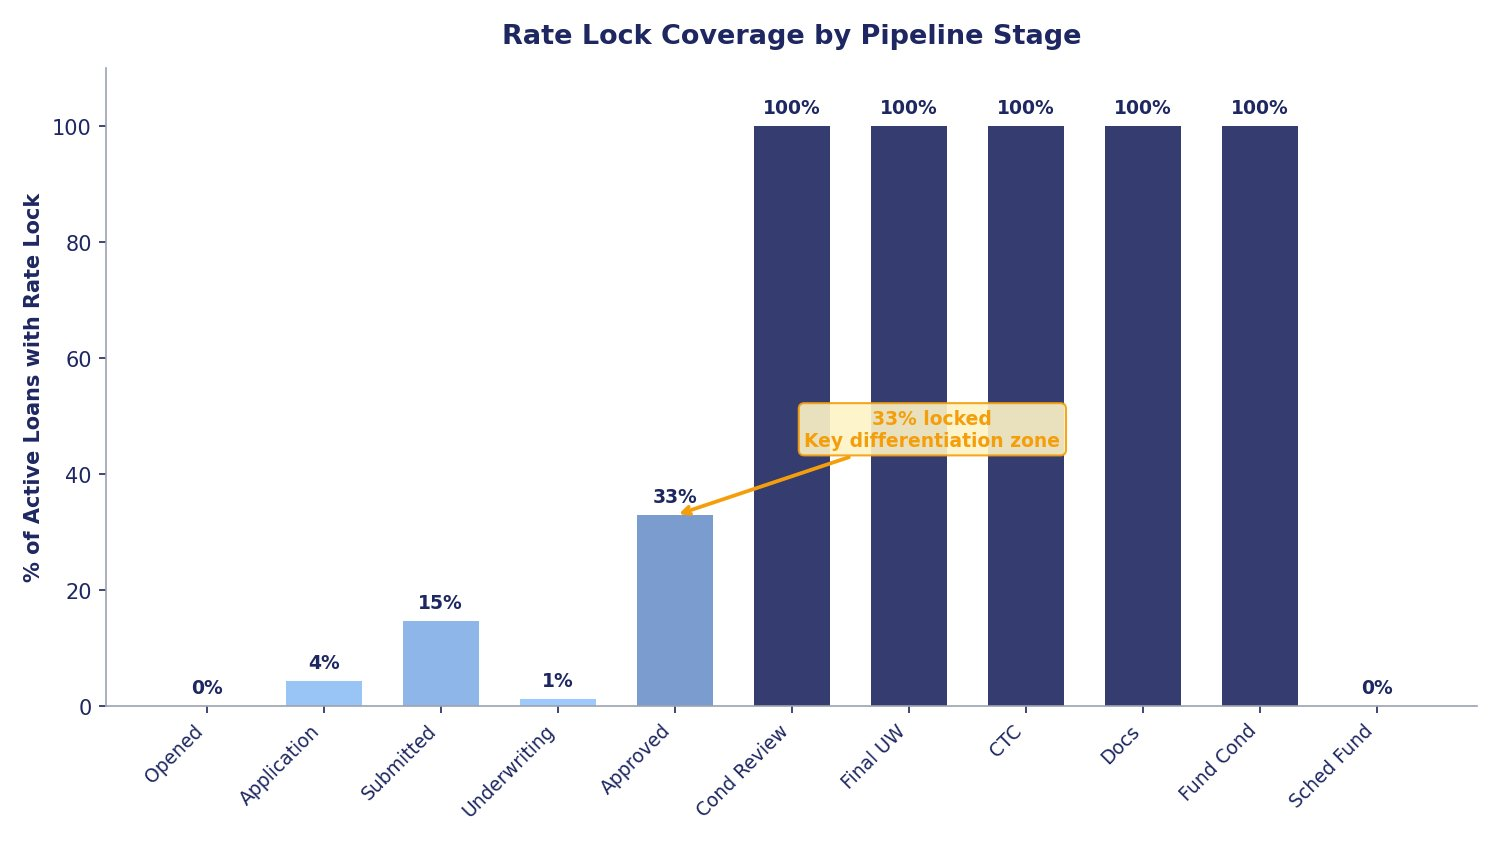 Rate Lock Coverage by Pipeline Stage
% of Active Loans with Rate Lock
100
80
60
40
20
0
0%
4%
15%
1%
33%
100%
100%
100%
100%
100%
0%
33% locked
Key differentiation zone
Opened
Application
Submitted
Underwriting
Approved
Cond Review
Final UW
CTC
Docs
Fund Cond
Sched Fund